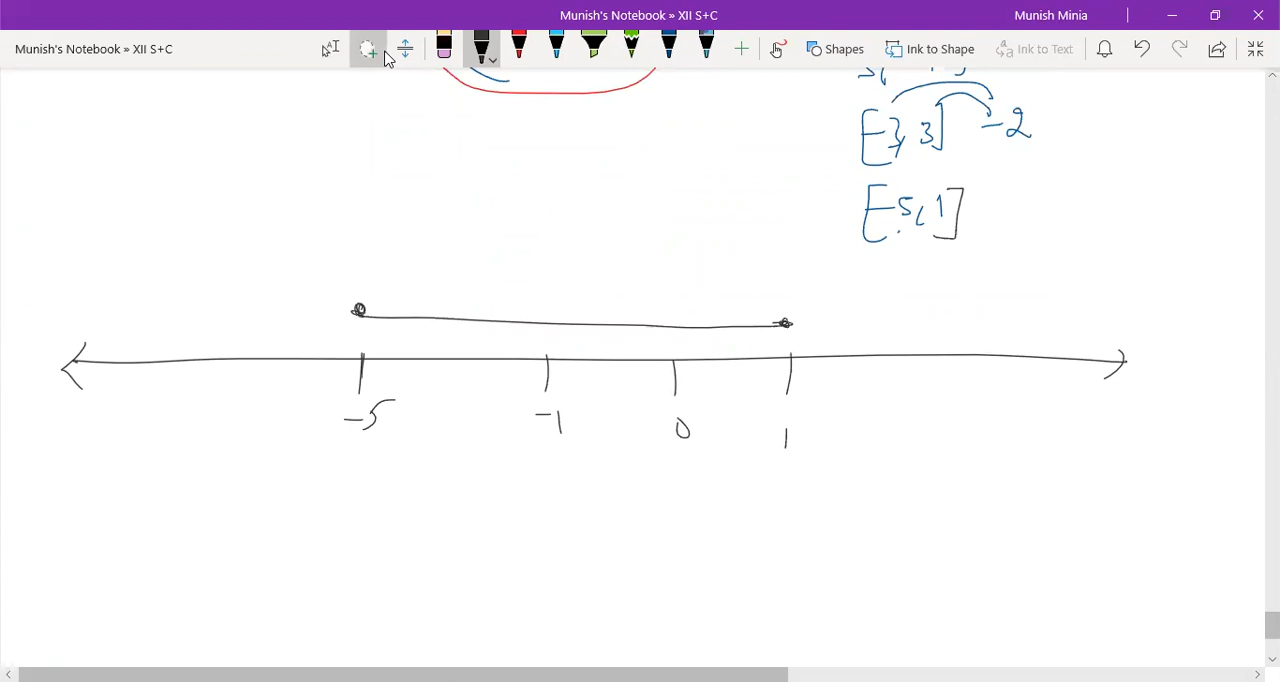 Munish's Notebook » XII S+C
Munish Minia
Munish's Notebook » XII S+C
Shapes
Ink to Shape
Ink to Text
[-3, 3] -2
[-5, 1]
-5 -1 0 1